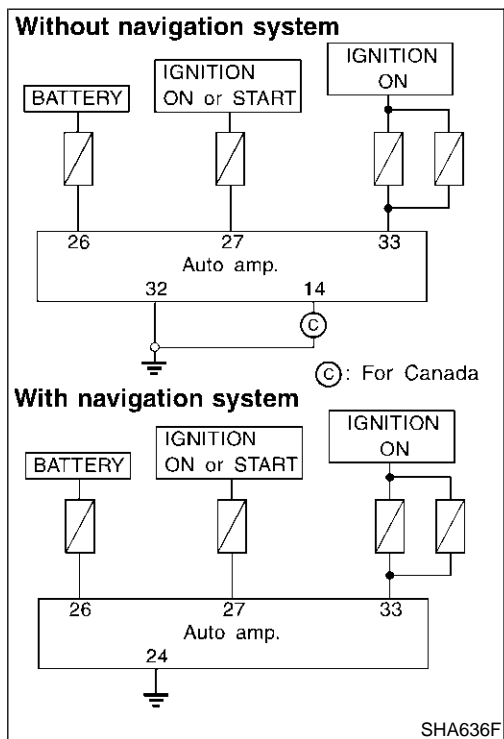 Without navigation system
BATTERY
IGNITION
ON or START
IGNITION
ON
26 27 33
Auto amp.
32 14
C
C : For Canada
With navigation system
BATTERY
IGNITION
ON or START
IGNITION
ON
26 27 33
Auto amp.
24
SHA636F